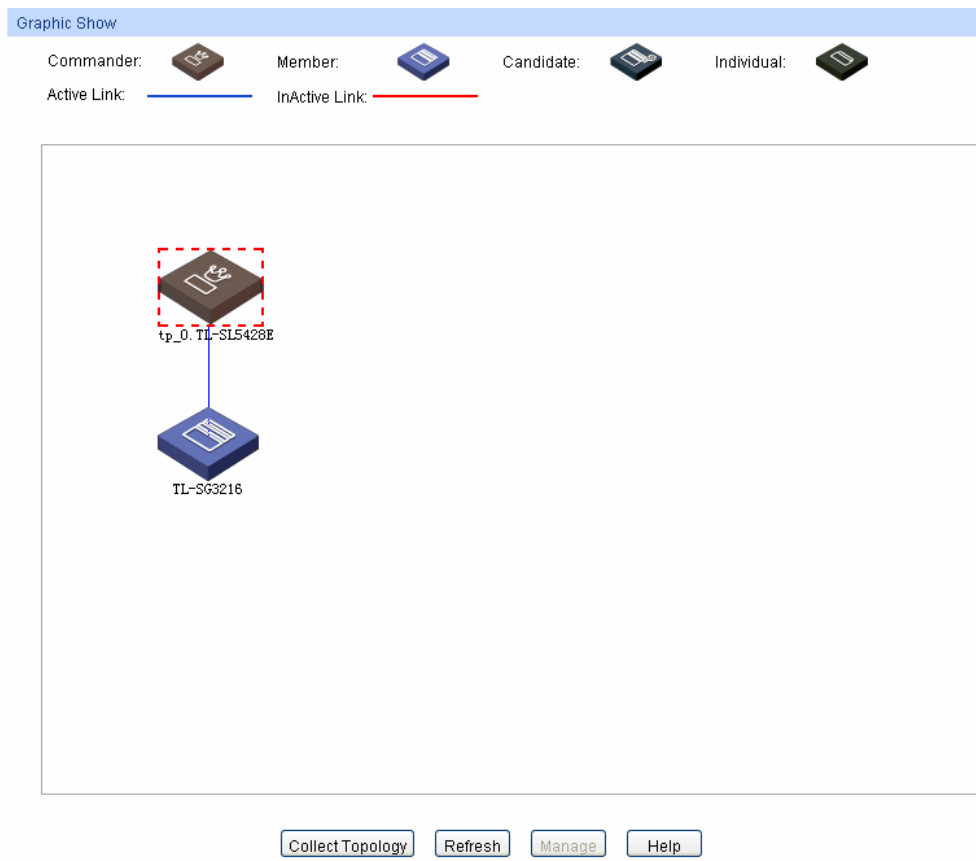 Graphic Show
Commander: Member: Candidate: Individual:
Active Link: InActive Link:
tp_0.TL-SL5428E
TL-SG3216
Collect Topology Refresh Manage Help